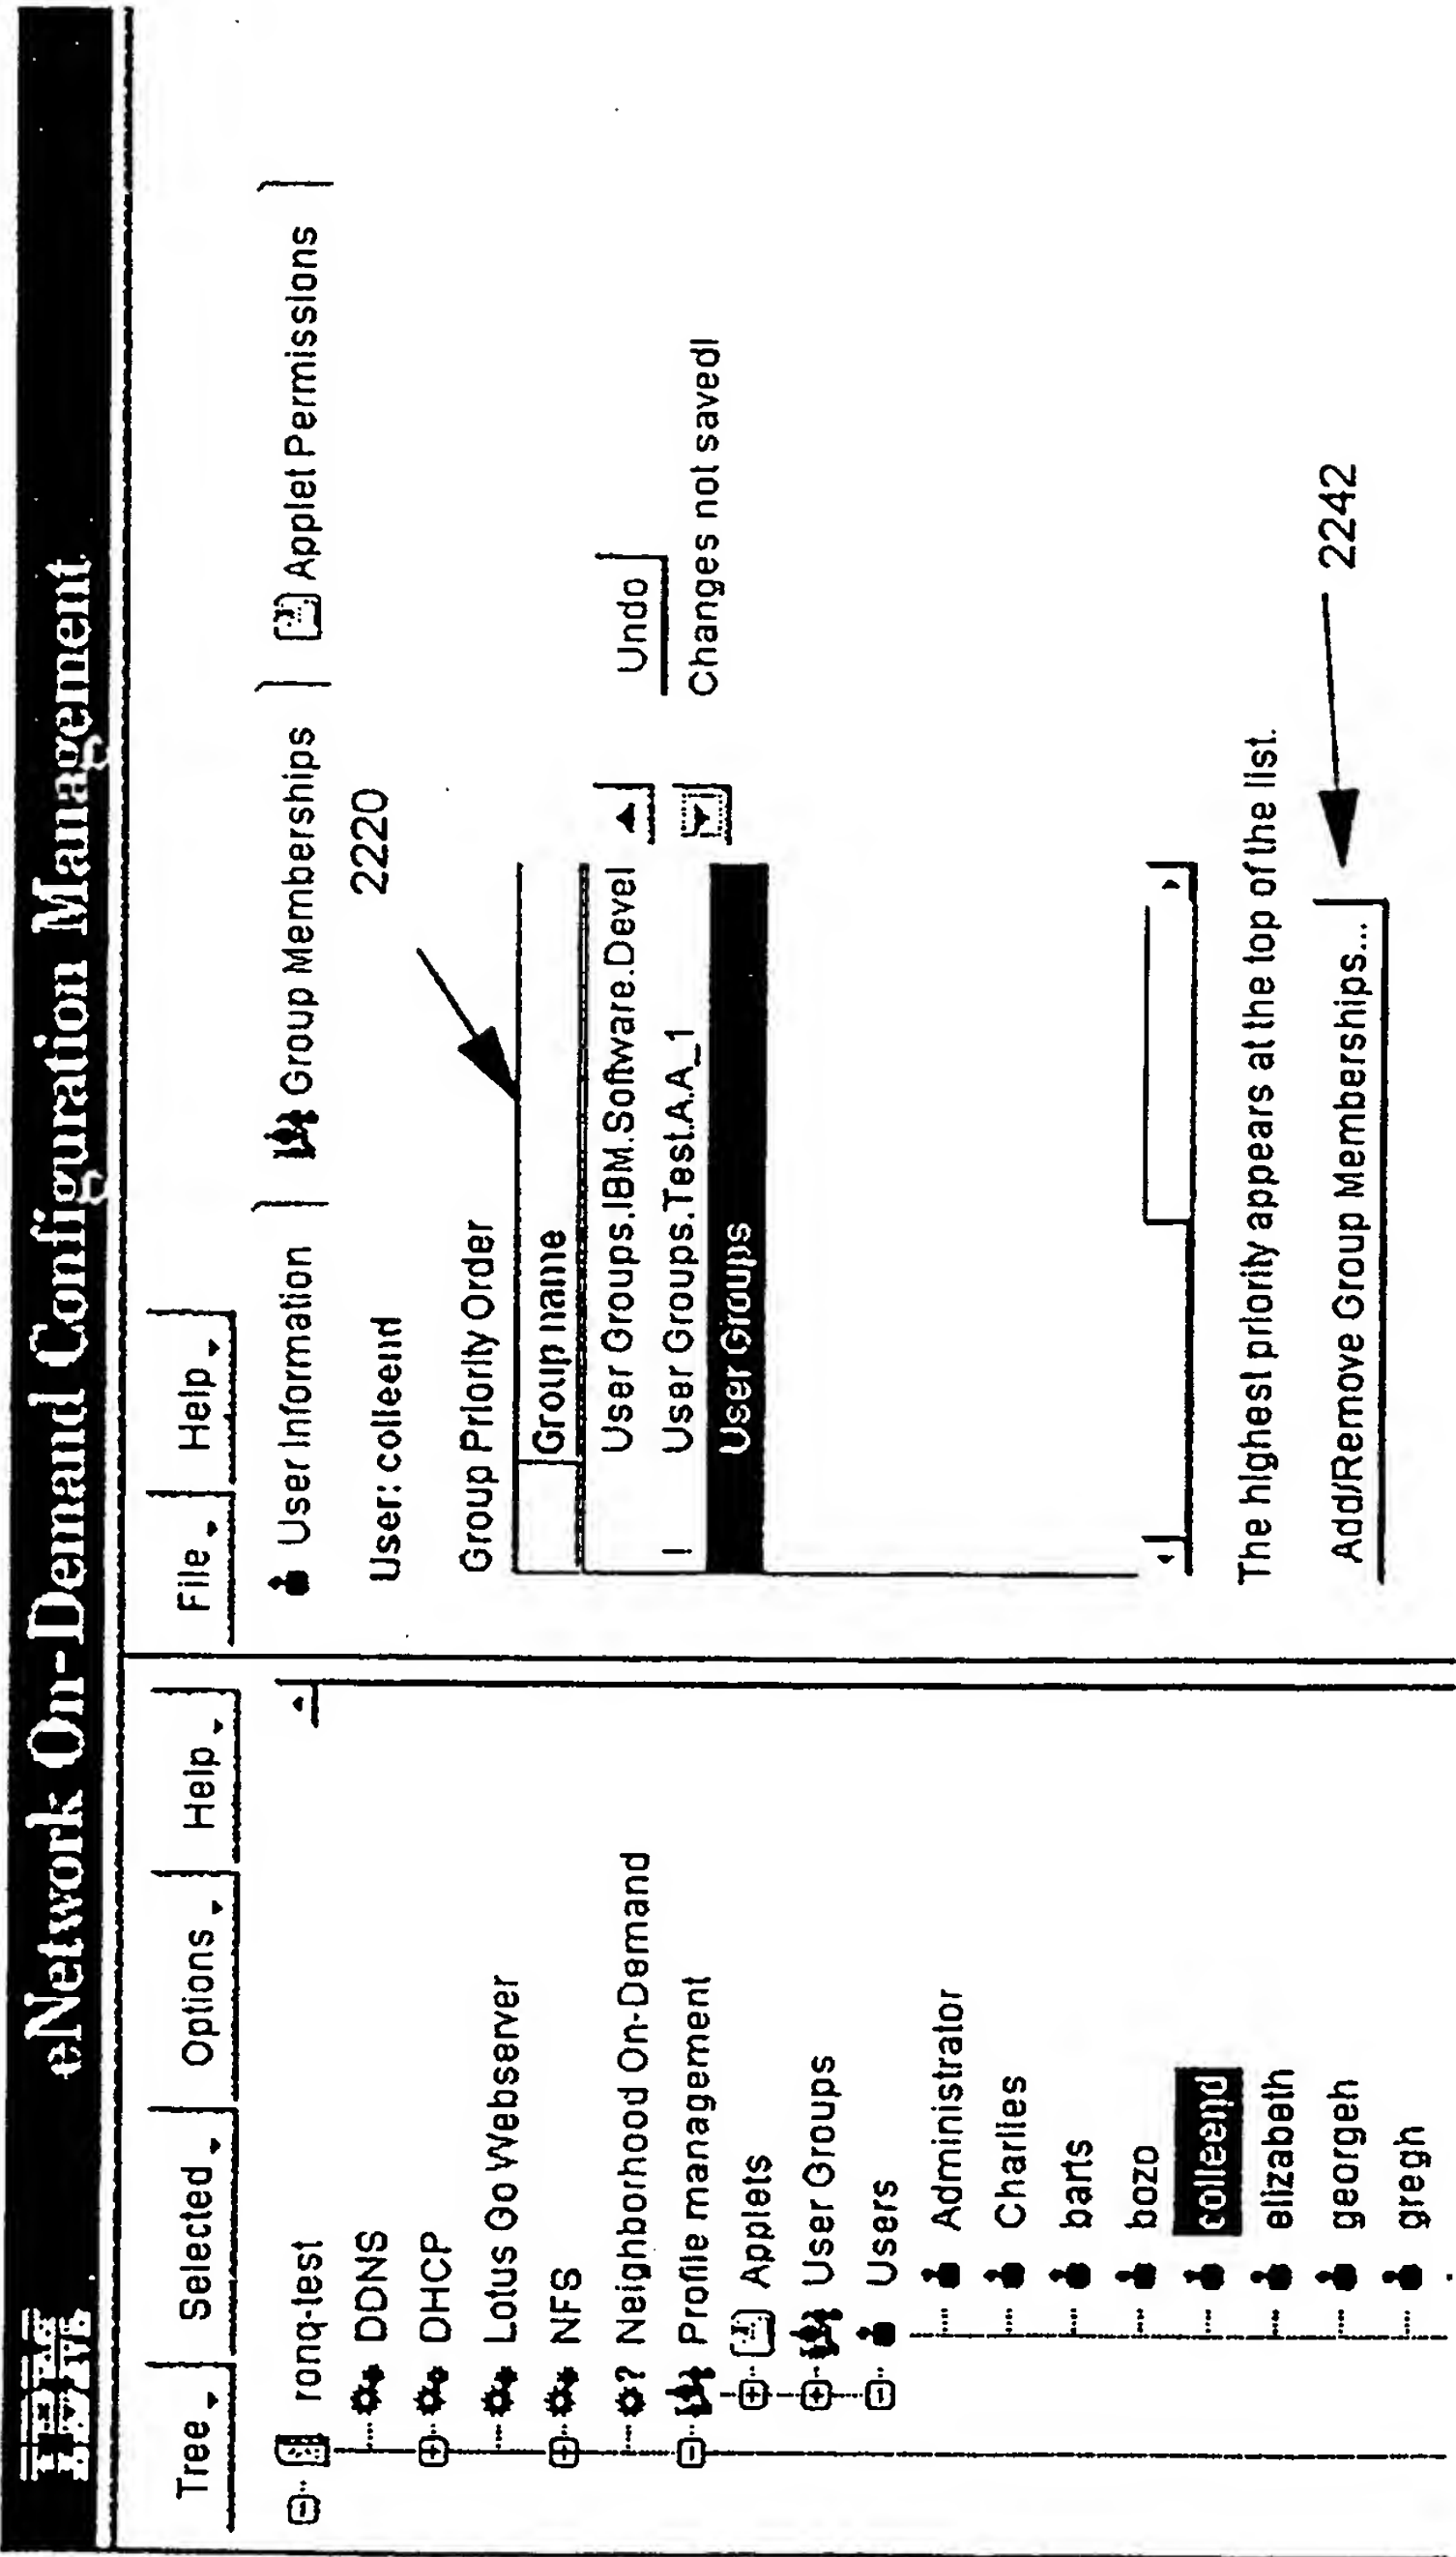 IBM eNetwork On-Demand Configuration Management
Tree Selected Options Help
ronq-test
DDNS
DHCP
Lotus Go Webserver
NFS
? Neighborhood On-Demand
Profile management
Applets
User Groups
Users
Administrator
Charlies
barts
bozo
colleend
elizabeth
georgeh
gregh
File Help
User Information Group Memberships Applet Permissions
User: colleend
2220
Group Priority Order
Group name
User Groups.IBM.Software.Devel
! User Groups.Test.A.A_1
User Groups
Undo
Changes not saved!
The highest priority appears at the top of the list.
Add/Remove Group Memberships...
2242